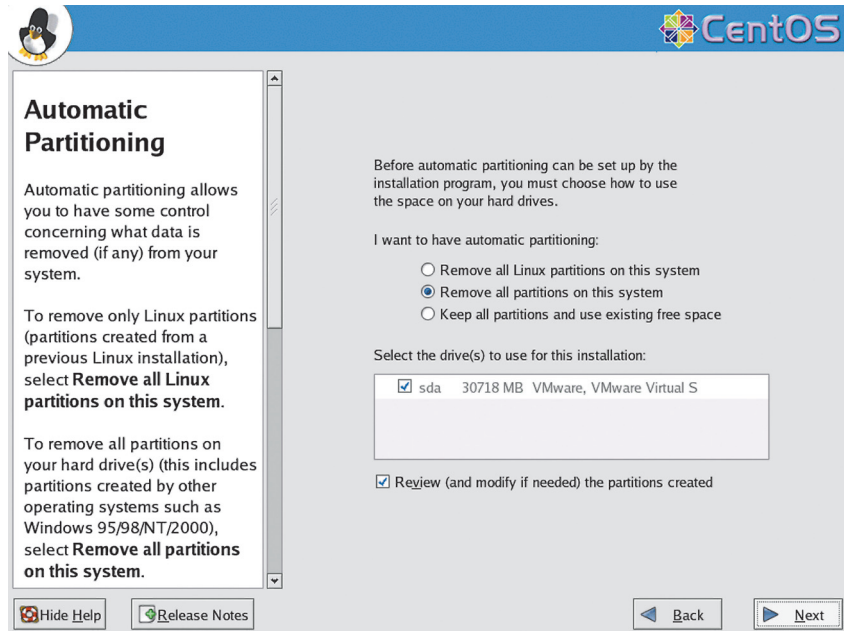 CentOS
Automatic
Partitioning
Automatic partitioning allows
you to have some control
concerning what data is
removed (if any) from your
system.
To remove only Linux partitions
(partitions created from a
previous Linux installation),
select Remove all Linux
partitions on this system.
To remove all partitions on
your hard drive(s) (this includes
partitions created by other
operating systems such as
Windows 95/98/NT/2000),
select Remove all partitions
on this system.
Before automatic partitioning can be set up by the
installation program, you must choose how to use
the space on your hard drives.
I want to have automatic partitioning:
Remove all Linux partitions on this system
Remove all partitions on this system
Keep all partitions and use existing free space
Select the drive(s) to use for this installation:
sda 30718 MB VMware, VMware Virtual S
Review (and modify if needed) the partitions created
Hide Help
Release Notes
Back
Next